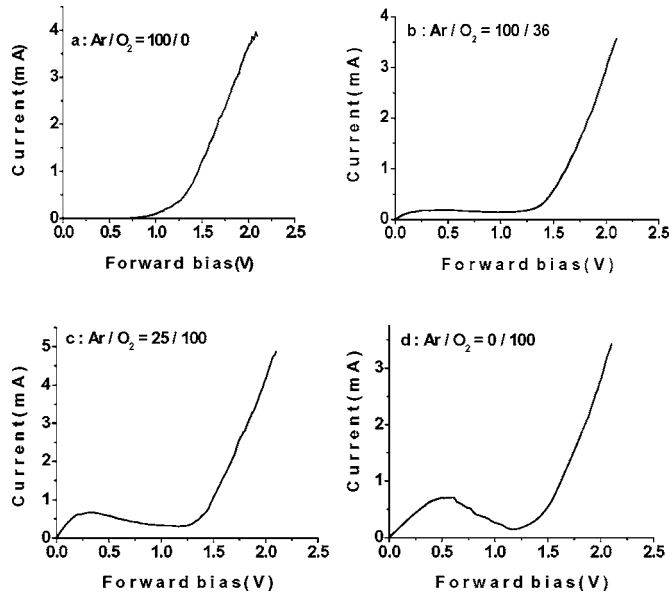 a : Ar / O2 = 100 / 0
Current(mA)
4
3
2
1
0
0.0 0.5 1.0 1.5 2.0 2.5
Forward bias(V)
b : Ar / O2 = 100 / 36
Current(mA)
4
3
2
1
0
0.0 0.5 1.0 1.5 2.0 2.5
Forward bias(V)
c : Ar / O2 = 25 / 100
Current(mA)
5
4
3
2
1
0
0.0 0.5 1.0 1.5 2.0 2.5
Forward bias(V)
d : Ar / O2 = 0 / 100
Current(mA)
3
2
1
0
0.0 0.5 1.0 1.5 2.0 2.5
Forward bias(V)